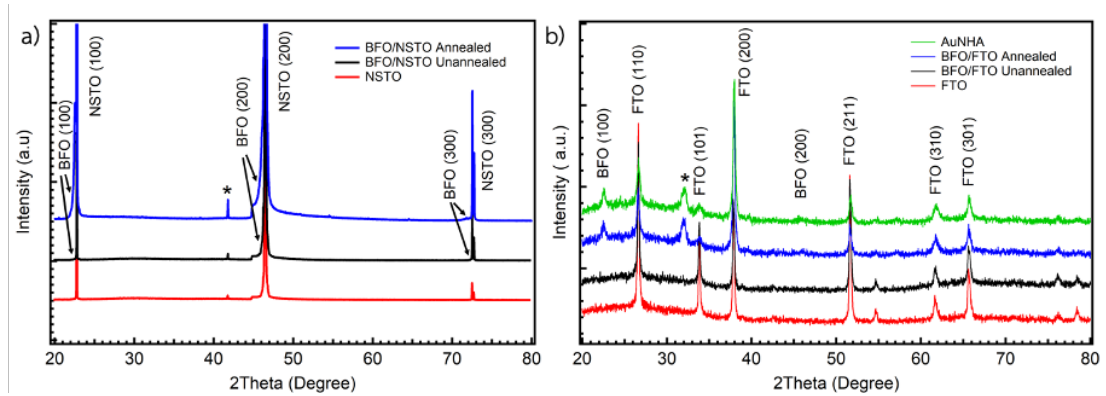 a)
BFO/NSTO Annealed
BFO/NSTO Unannealed
NSTO
BFO (100)
NSTO (100)
*
BFO (200)
NSTO (200)
BFO (300)
NSTO (300)
Intensity (a.u)
20 30 40 50 60 70 80
2Theta (Degree)
b)
AuNHA
BFO/FTO Annealed
BFO/FTO Unannealed
FTO
BFO (100)
FTO (110)
*
FTO (101)
FTO (200)
BFO (200)
FTO (211)
FTO (310)
FTO (301)
Intensity ( a.u.)
20 30 40 50 60 70 80
2Theta (Degree)